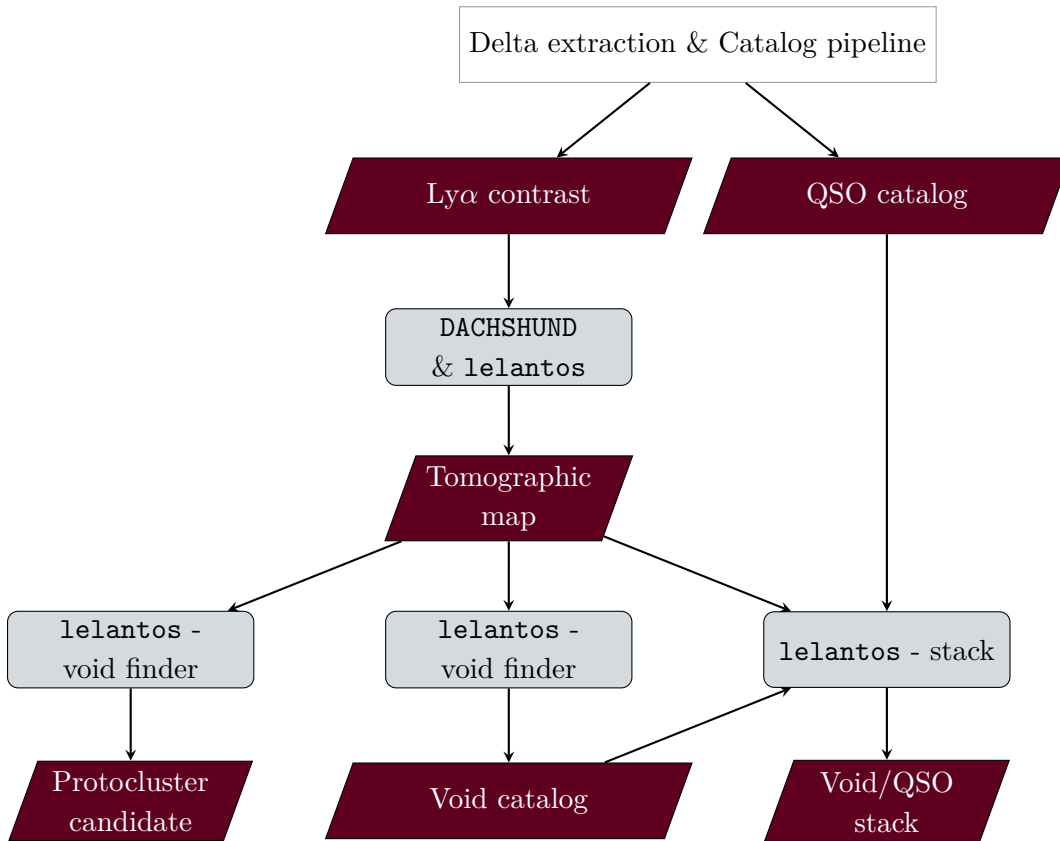 Delta extraction & Catalog pipeline
Lyα contrast
QSO catalog
DACHSHUND
& lelantos
Tomographic
map
lelantos -
void finder
lelantos -
void finder
lelantos - stack
Protocluster
candidate
Void catalog
Void/QSO
stack